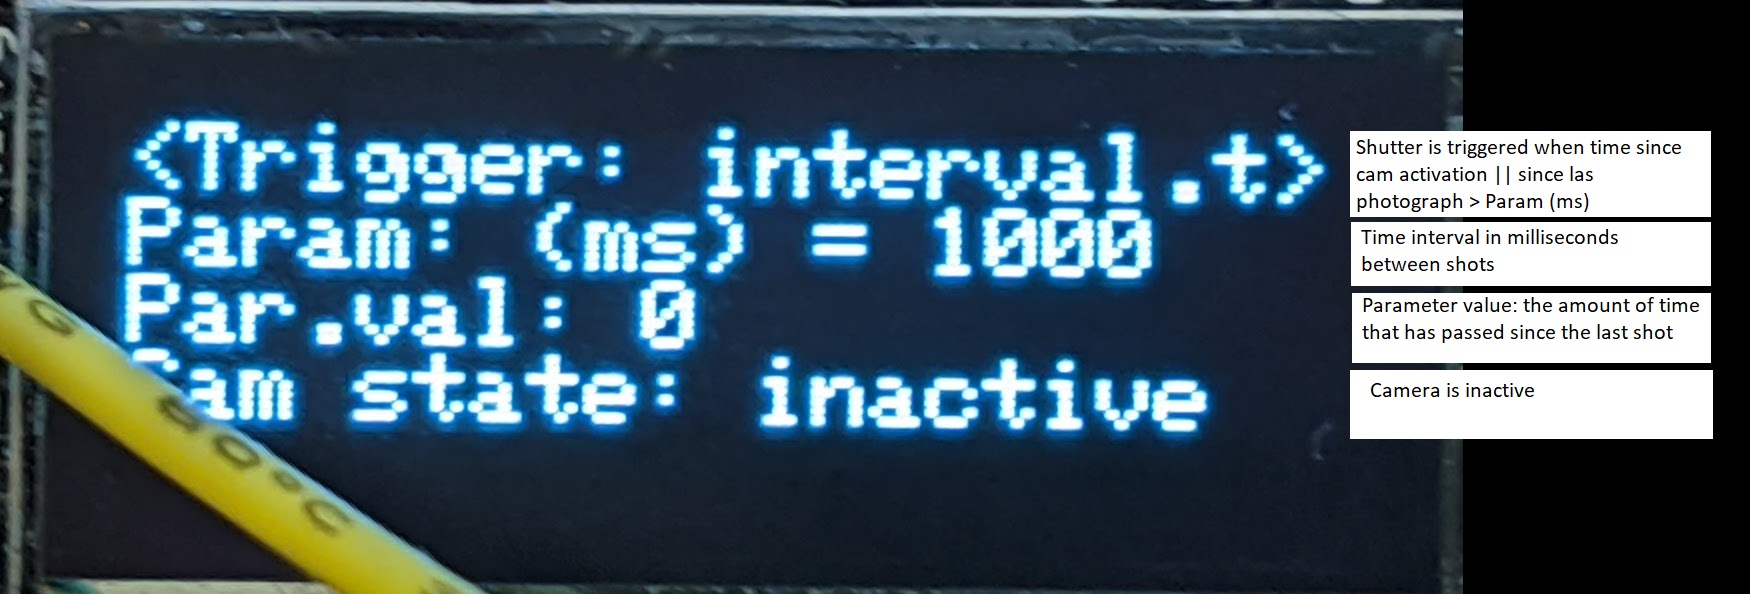 <Trigger: interval.t>
Param: (ms) = 1000
Par.val: 0
Cam state: inactive
Shutter is triggered when time since
cam activation || since las
photograph > Param (ms)
Time interval in milliseconds
between shots
Parameter value: the amount of time
that has passed since the last shot
Camera is inactive